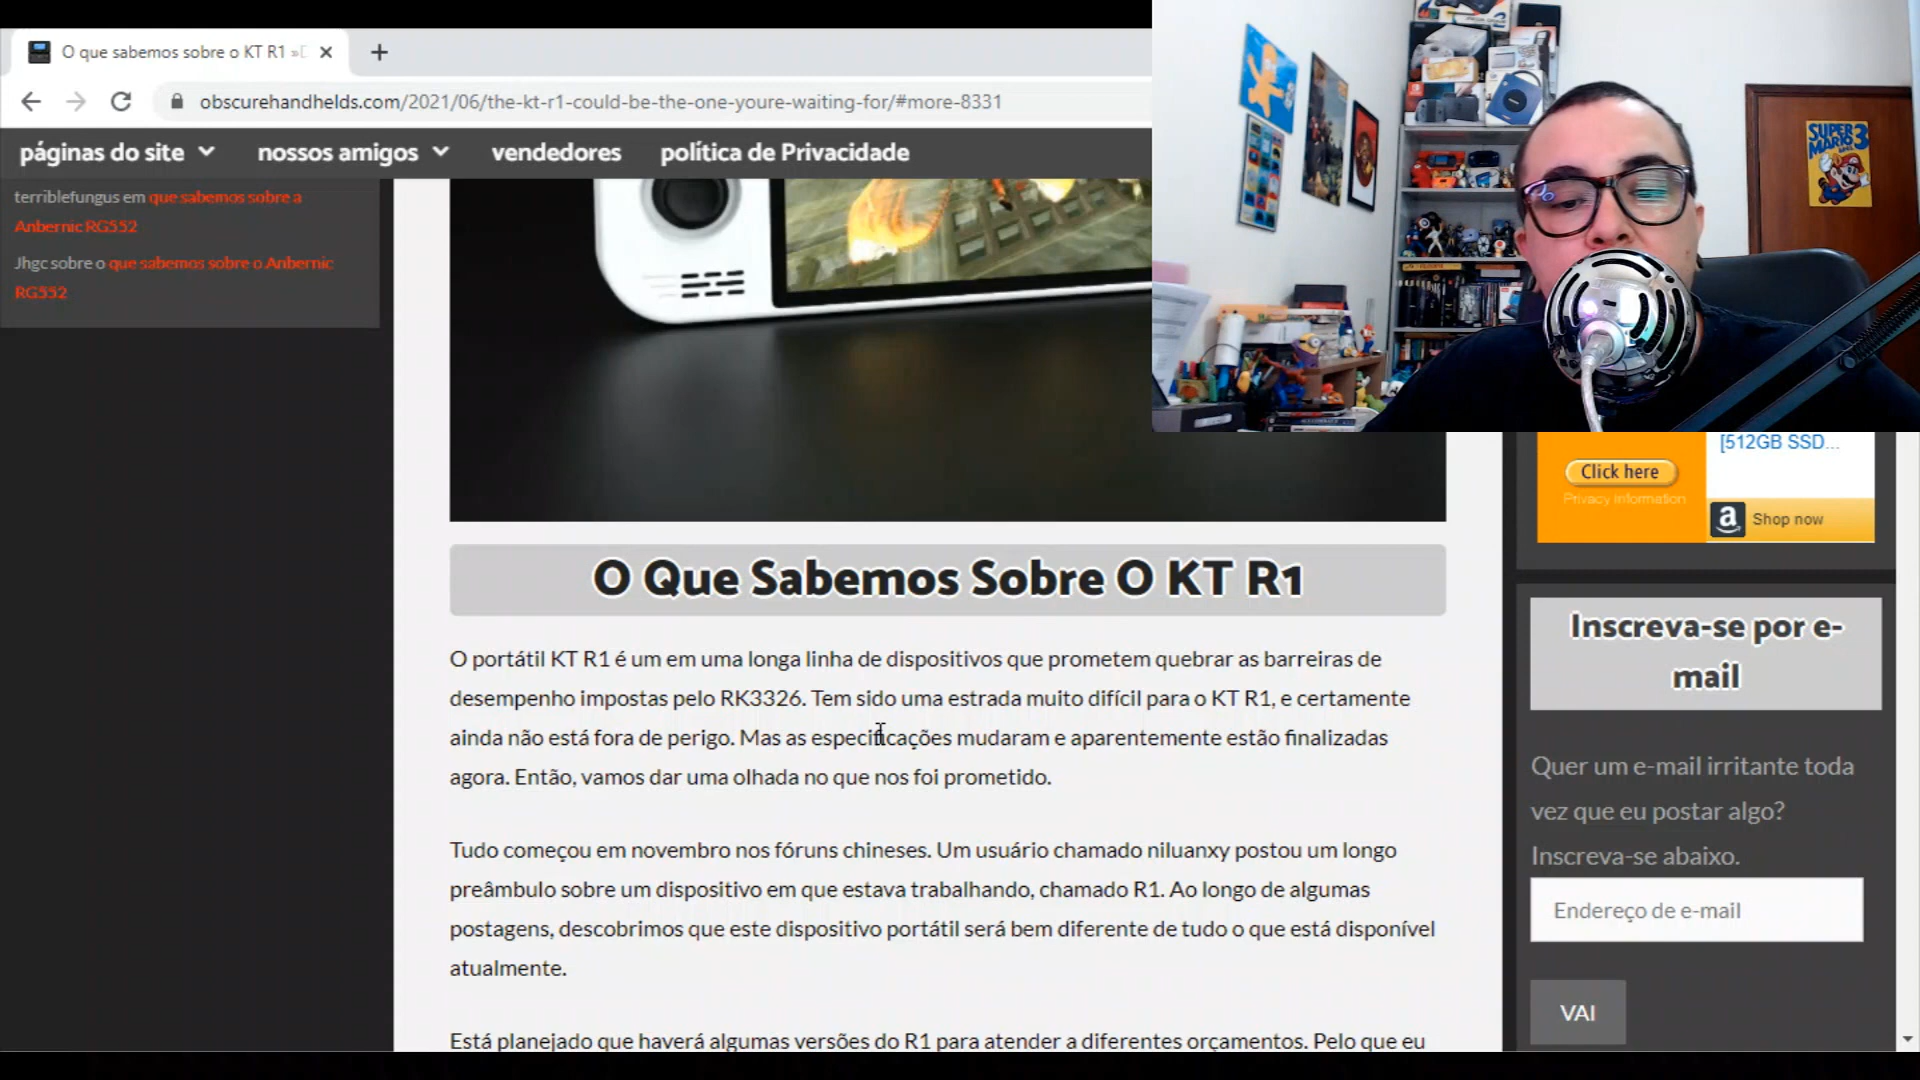 O que sabemos sobre o KT R1 »
obscurehandhelds.com/2021/06/the-kt-r1-could-be-the-one-youre-waiting-for/#more-8331
páginas do site
nossos amigos
vendedores
política de Privacidade
terriblefungus em que sabemos sobre a
Anbernic RG552
Jhgc sobre o que sabemos sobre o Anbernic
RG552
SUPER
MARIO 3
[512GB SSD...
Click here
Privacy Information
a Shop now
O Que Sabemos Sobre O KT R1
O portátil KT R1 é um em uma longa linha de dispositivos que prometem quebrar as barreiras de
desempenho impostas pelo RK3326. Tem sido uma estrada muito difícil para o KT R1, e certamente
ainda não está fora de perigo. Mas as especificações mudaram e aparentemente estão finalizadas
agora. Então, vamos dar uma olhada no que nos foi prometido.
Tudo começou em novembro nos fóruns chineses. Um usuário chamado niluanxy postou um longo
preâmbulo sobre um dispositivo em que estava trabalhando, chamado R1. Ao longo de algumas
postagens, descobrimos que este dispositivo portátil será bem diferente de tudo o que está disponível
atualmente.
Está planejado que haverá algumas versões do R1 para atender a diferentes orçamentos. Pelo que eu
Inscreva-se por e-
mail
Quer um e-mail irritante toda
vez que eu postar algo?
Inscreva-se abaixo.
Endereço de e-mail
VAI